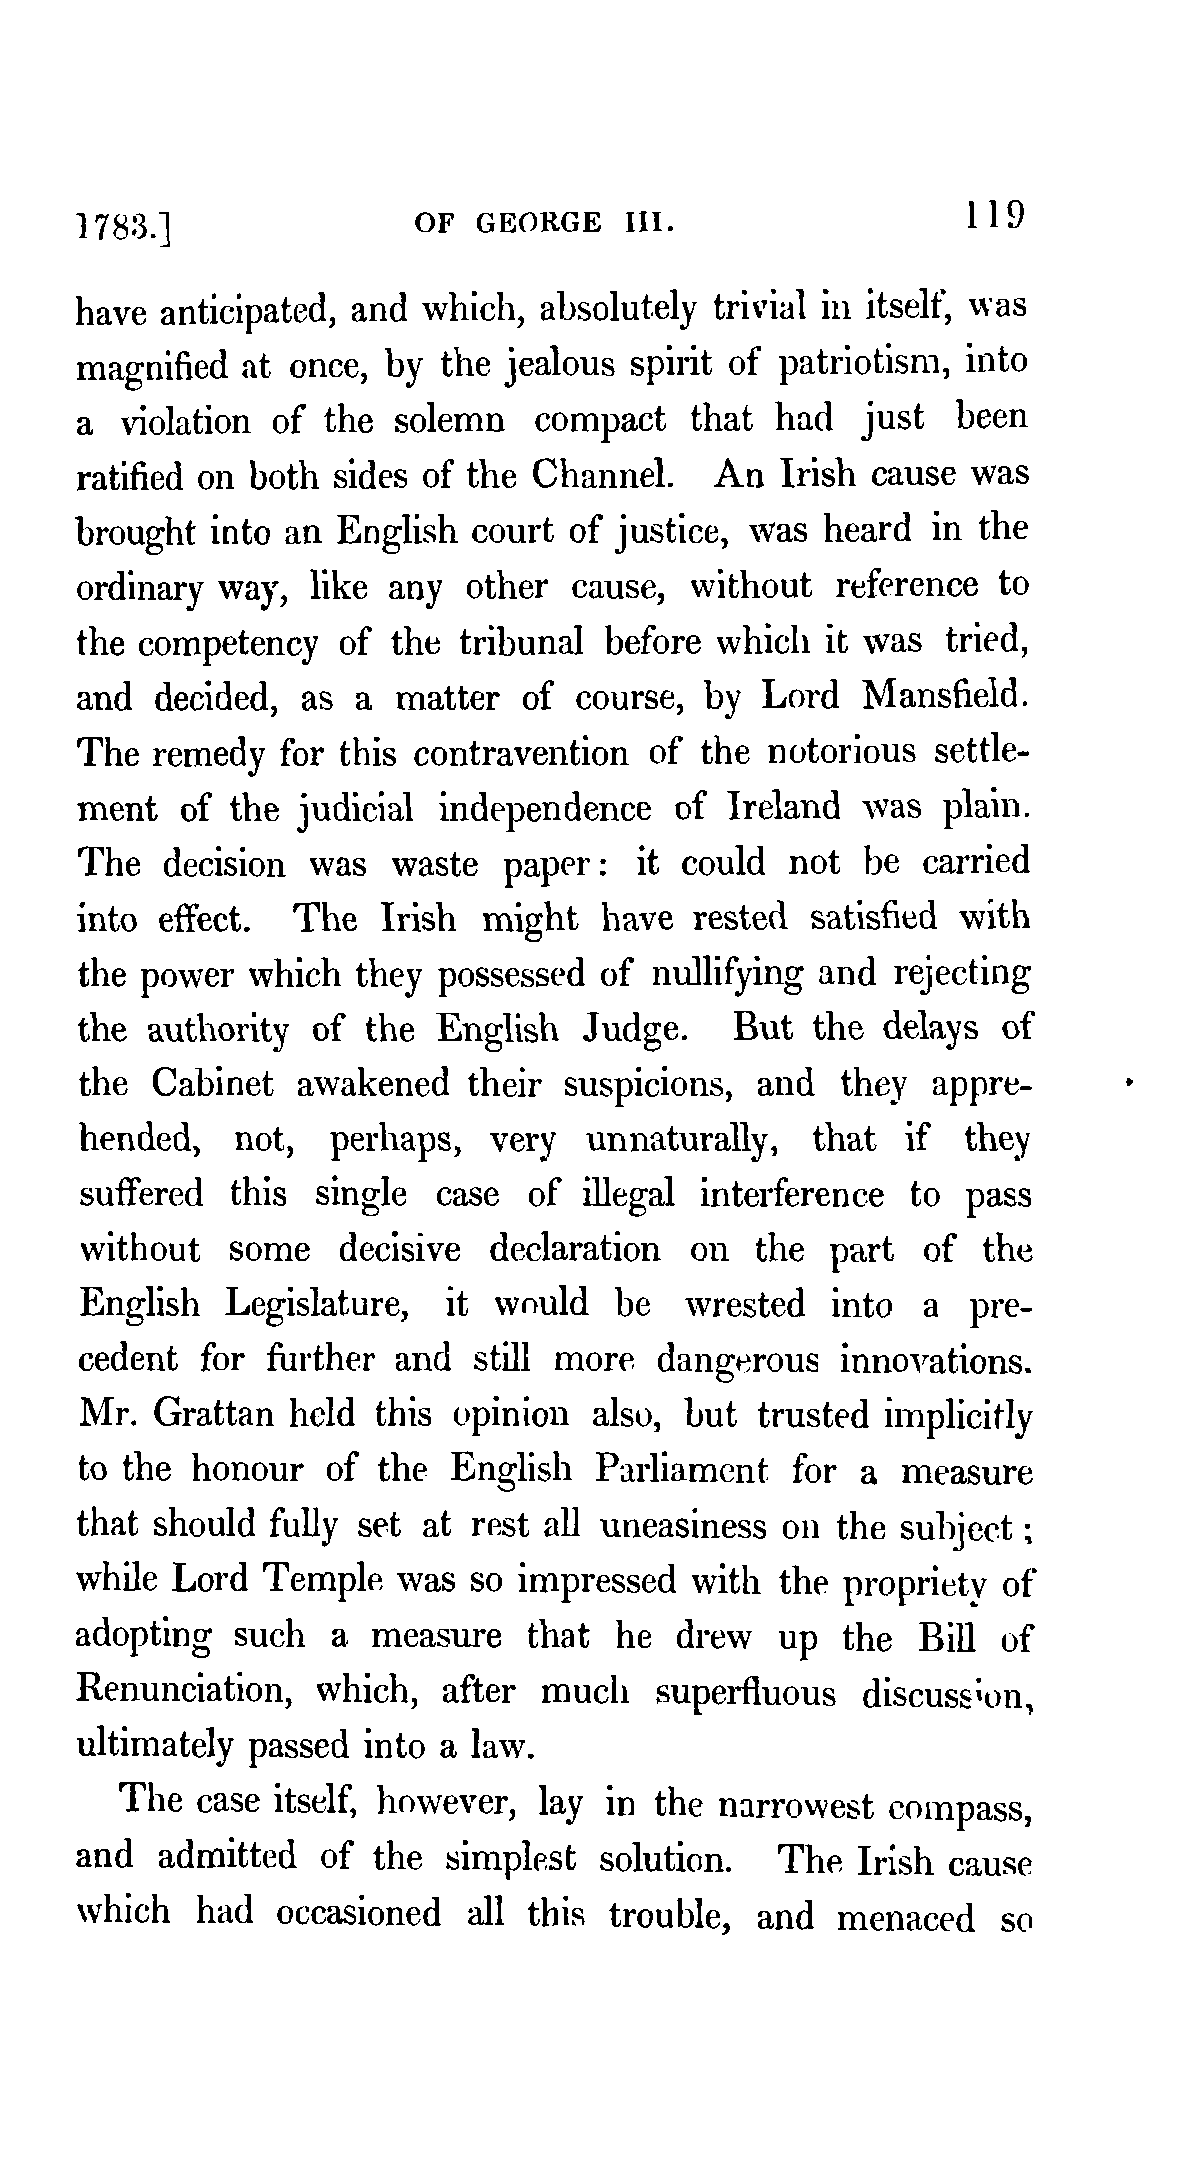 1783.] OF GEORGE III. 119
have anticipated, and which, absolutely trivial in itself, was
magnified at once, by the jealous spirit of patriotism, into
a violation of the solemn compact that had just been
ratified on both sides of the Channel. An Irish cause was
brought into an English court of justice, was heard in the
ordinary way, like any other cause, without reference to
the competency of the tribunal before which it was tried,
and decided, as a matter of course, by Lord Mansfield.
The remedy for this contravention of the notorious settle-
ment of the judicial independence of Ireland was plain.
The decision was waste paper: it could not be carried
into effect. The Irish might have rested satisfied with
the power which they possessed of nullifying and rejecting
the authority of the English Judge. But the delays of
the Cabinet awakened their suspicions, and they appre-
hended, not, perhaps, very unnaturally, that if they
suffered this single case of illegal interference to pass
without some decisive declaration on the part of the
English Legislature, it would be wrested into a pre-
cedent for further and still more dangerous innovations.
Mr. Grattan held this opinion also, but trusted implicitly
to the honour of the English Parliament for a measure
that should fully set at rest all uneasiness on the subject;
while Lord Temple was so impressed with the propriety of
adopting such a measure that he drew up the Bill of
Renunciation, which, after much superfluous discussion,
ultimately passed into a law.
The case itself, however, lay in the narrowest compass,
and admitted of the simplest solution. The Irish cause
which had occasioned all this trouble, and menaced so